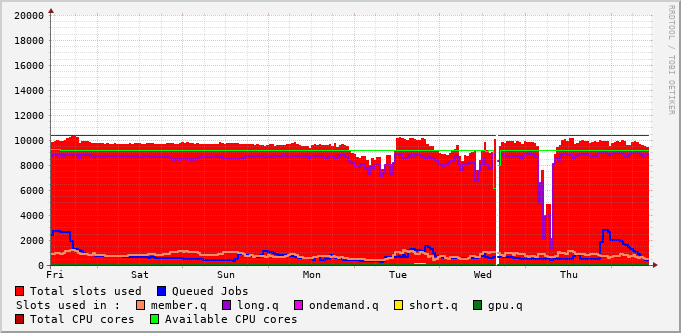 RRDTOOL / TOBI OETIKER
20000
18000
16000
14000
12000
10000
8000
6000
4000
2000
0
Fri Sat Sun Mon Tue Wed Thu
Total slots used Queued Jobs
Slots used in : member.q long.q ondemand.q short.q gpu.q
Total CPU cores Available CPU cores